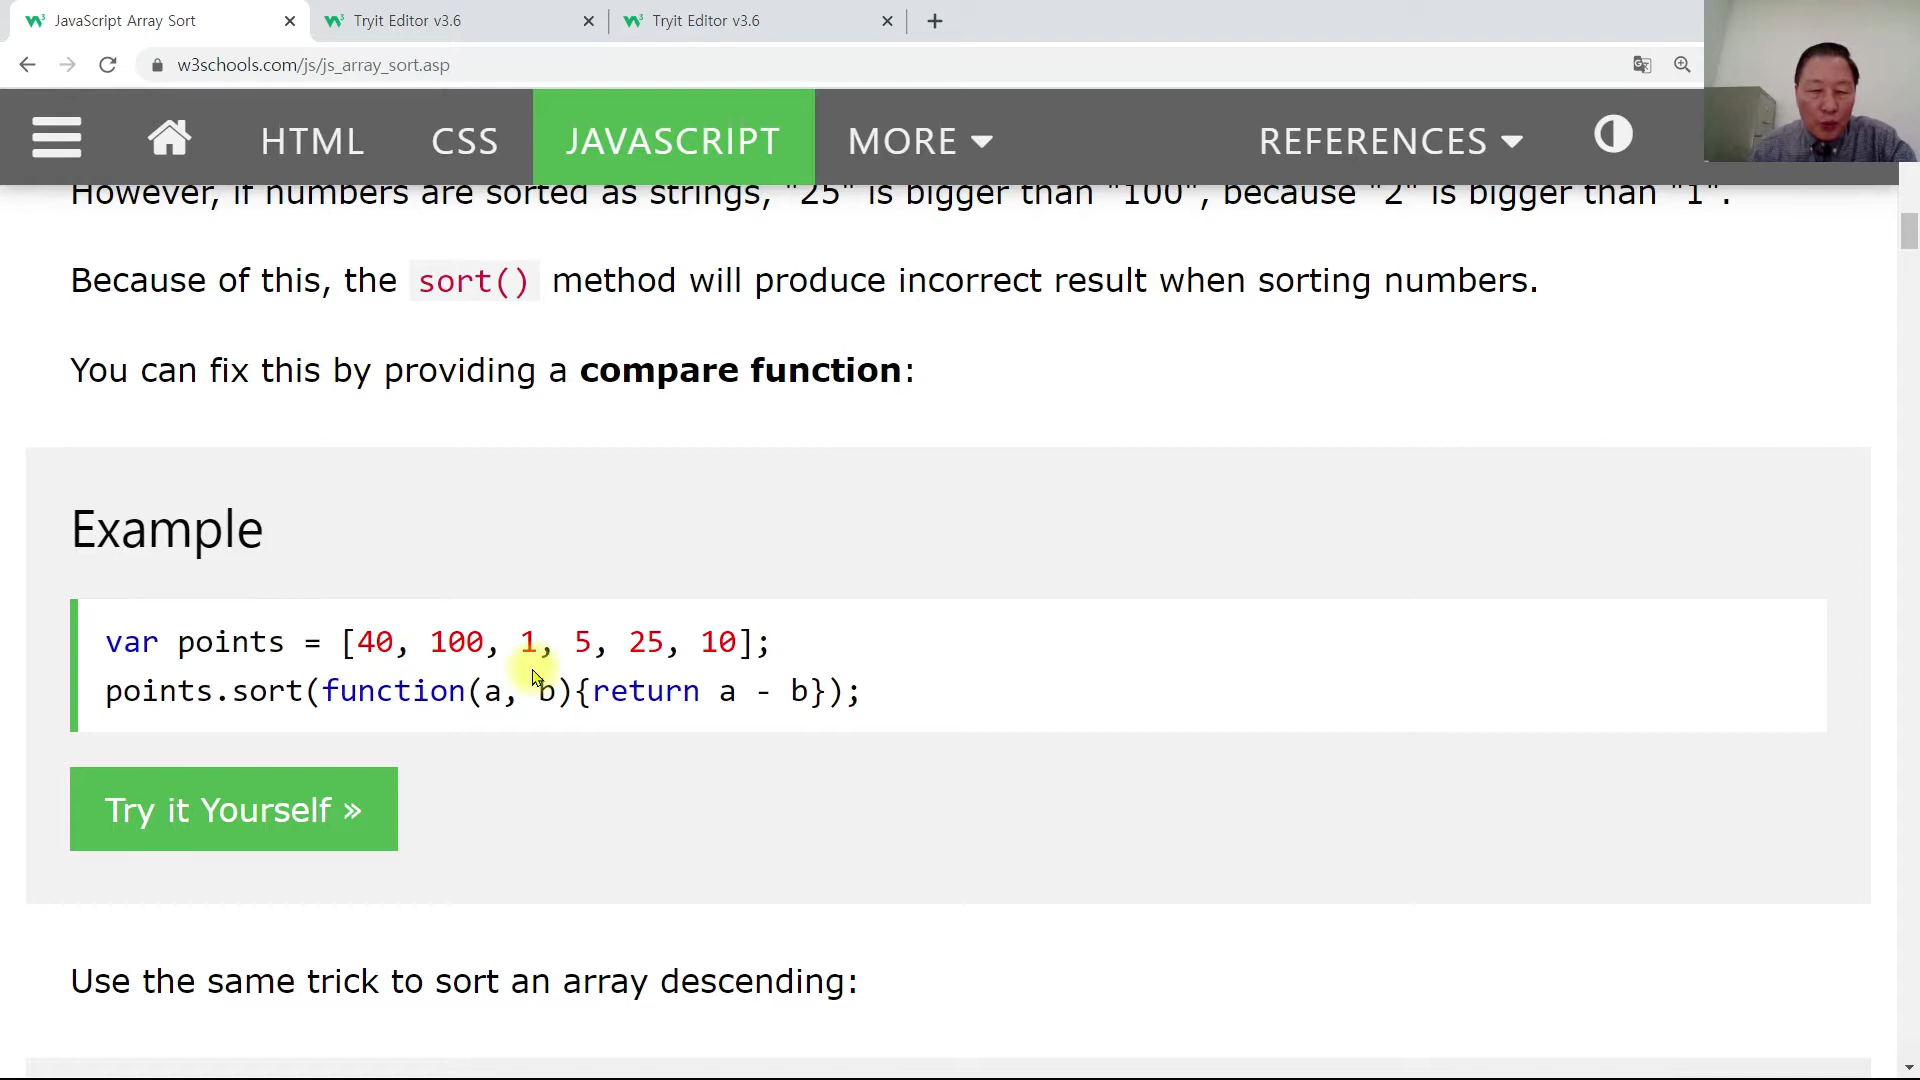 JavaScript Array Sort
Tryit Editor v3.6
Tryit Editor v3.6
w3schools.com/js/js_array_sort.asp
HTML CSS JAVASCRIPT MORE REFERENCES
However, if numbers are sorted as strings, "25" is bigger than "100", because "2" is bigger than "1".
Because of this, the sort() method will produce incorrect result when sorting numbers.
You can fix this by providing a compare function:
Example
var points = [40, 100, 1, 5, 25, 10];
points.sort(function(a, b){return a - b});
Try it Yourself »
Use the same trick to sort an array descending: